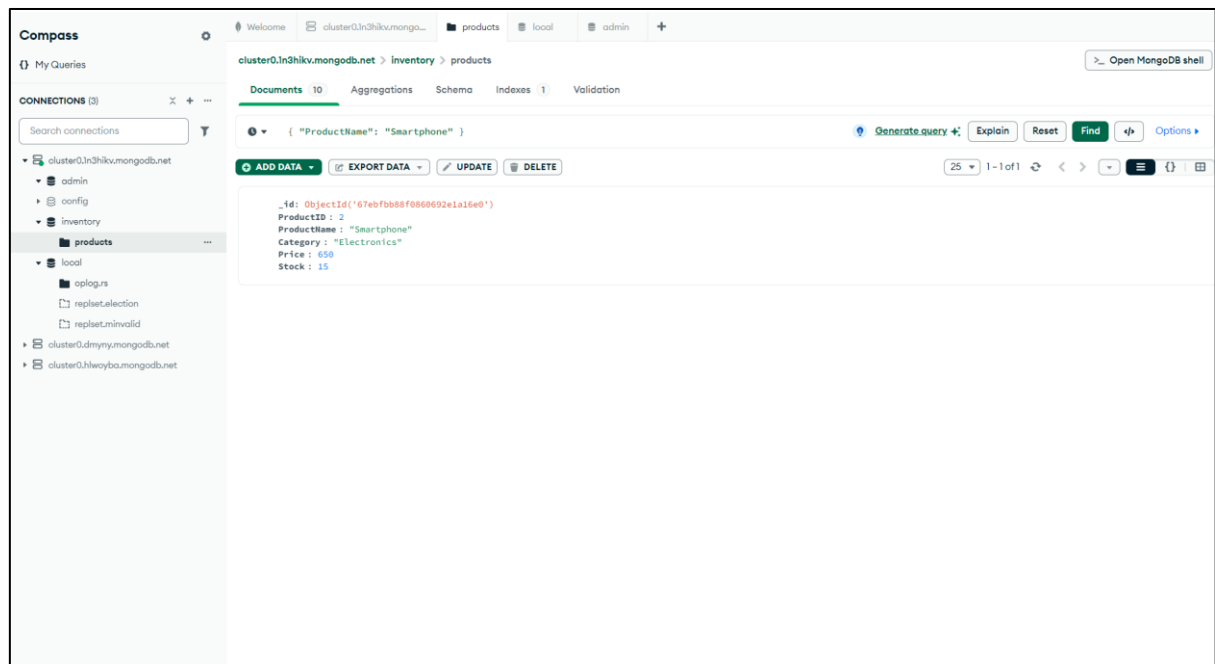 Compass
{} My Queries
CONNECTIONS (3)
Search connections
cluster0.1n3hikv.mongodb.net
admin
config
inventory
products
local
oplog.rs
replset.election
replset.minvalid
cluster0.dmyny.mongodb.net
cluster0.hlwoyba.mongodb.net
Welcome cluster0.1n3hikv.mongo... products local admin +
cluster0.1n3hikv.mongodb.net > inventory > products >_ Open MongoDB shell
Documents 10 Aggregations Schema Indexes 1 Validation
{ "ProductName": "Smartphone" } Generate query Explain Reset Find </> Options
ADD DATA EXPORT DATA UPDATE DELETE 25 1-1 of 1 < > {}
_id: ObjectId('67ebfbb88f0860692e1a16e0')
ProductID : 2
ProductName : "Smartphone"
Category : "Electronics"
Price : 650
Stock : 15